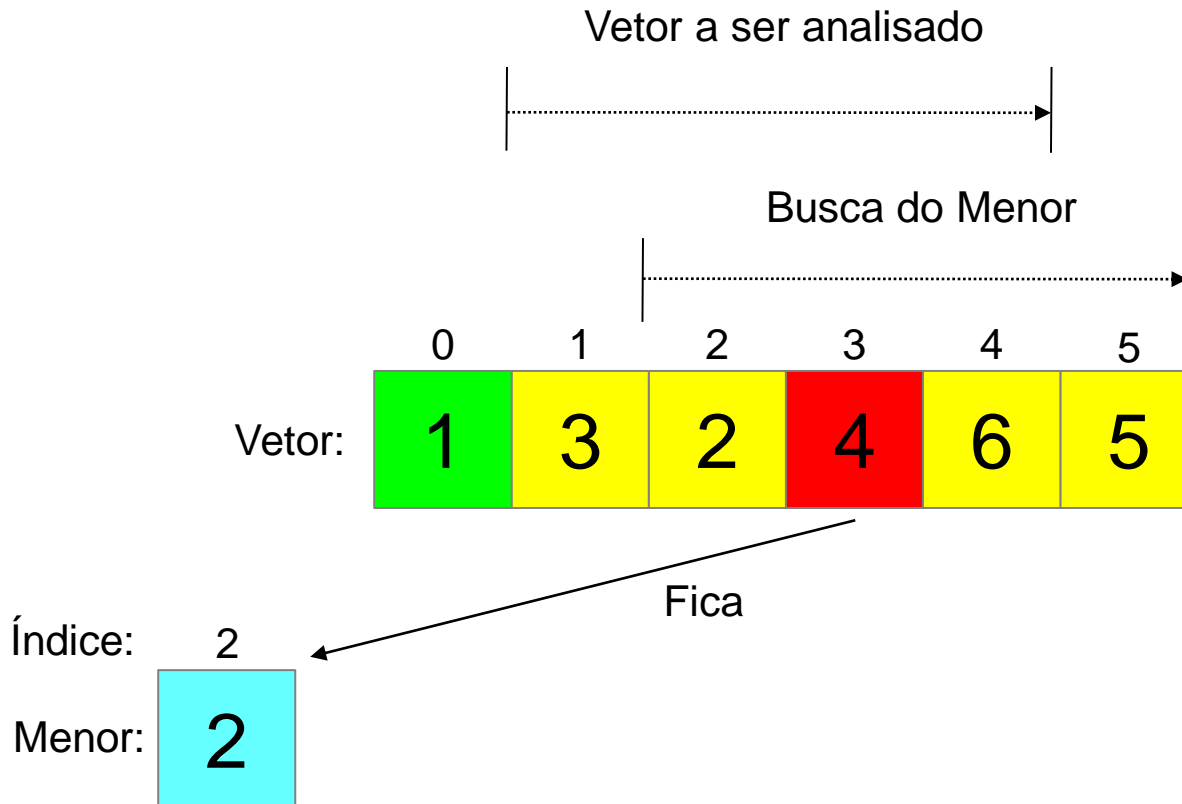 Vetor a ser analisado
Busca do Menor
0 1 2 3 4 5
Vetor: 1 3 2 4 6 5
Fica
Índice: 2
Menor: 2